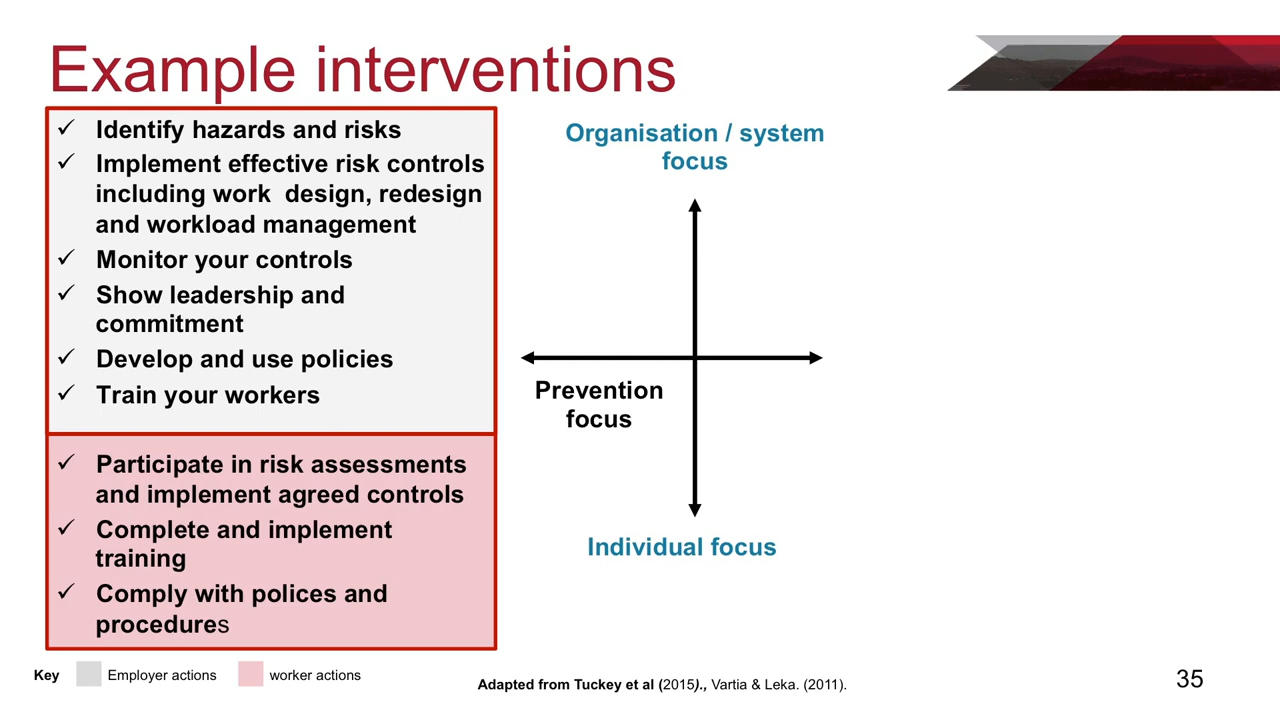 Example interventions
✓ Identify hazards and risks
✓ Implement effective risk controls
including work design, redesign
and workload management
✓ Monitor your controls
✓ Show leadership and
commitment
✓ Develop and use policies
✓ Train your workers
✓ Participate in risk assessments
and implement agreed controls
✓ Complete and implement
training
✓ Comply with polices and
procedures
Organisation / system
focus
Prevention
focus
Individual focus
Key Employer actions worker actions
Adapted from Tuckey et al (2015)., Vartia & Leka. (2011).
35